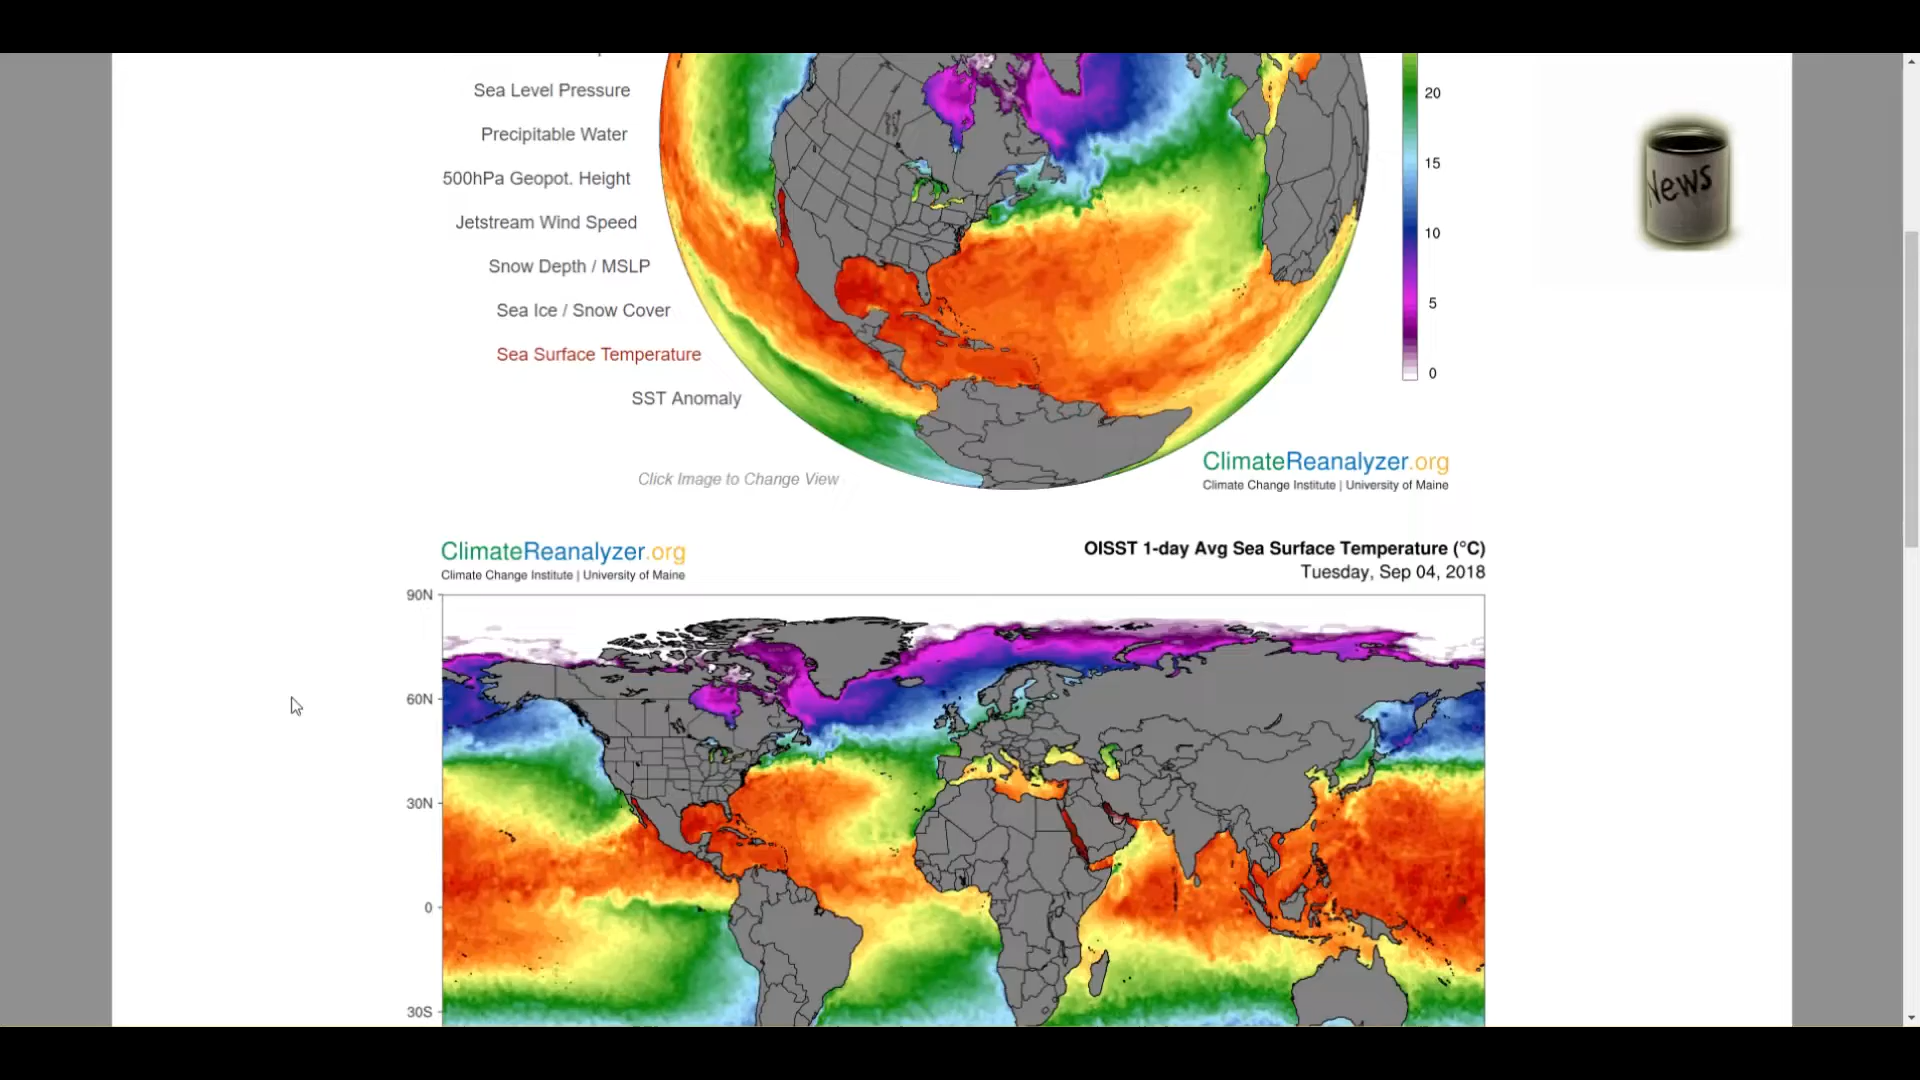 Sea Level Pressure
Precipitable Water
500hPa Geopot. Height
Jetstream Wind Speed
Snow Depth / MSLP
Sea Ice / Snow Cover
Sea Surface Temperature
SST Anomaly
Click Image to Change View
20
15
10
5
0
News
ClimateReanalyzer.org
Climate Change Institute | University of Maine
ClimateReanalyzer.org
Climate Change Institute | University of Maine
OISST 1-day Avg Sea Surface Temperature (°C)
Tuesday, Sep 04, 2018
90N
60N
30N
0
30S